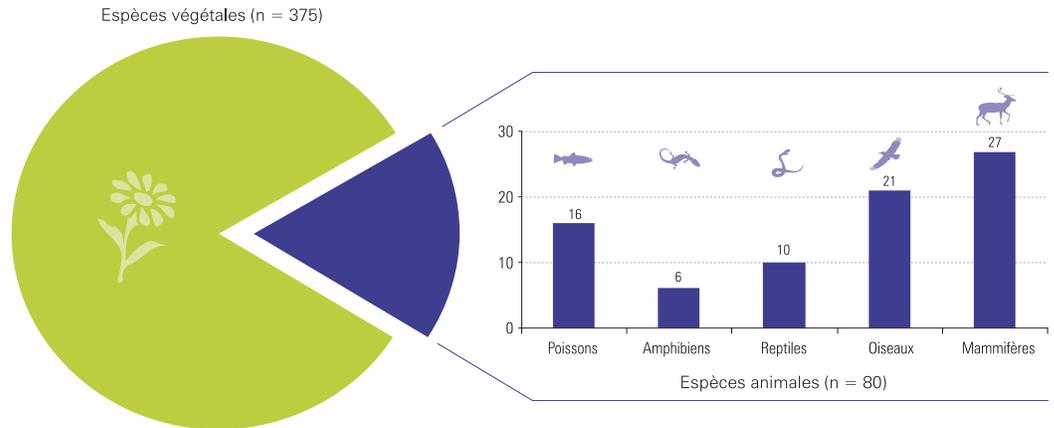 Espèces végétales (n = 375)
30
20
10
0
16
6
10
21
27
Poissons
Amphibiens
Reptiles
Oiseaux
Mammifères
Espèces animales (n = 80)